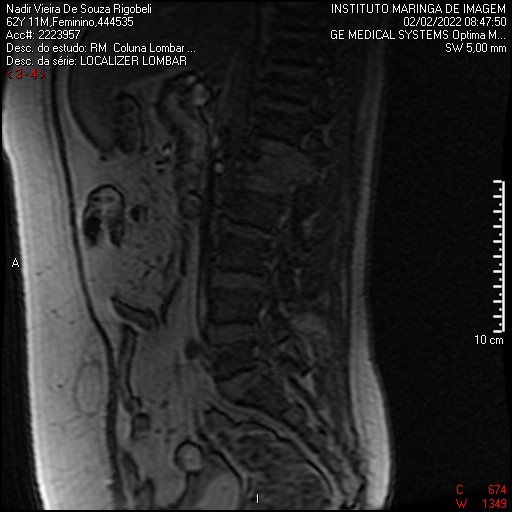 Nadir Vieira De Souza Rigobeli
62Y 11M,Feminino,444535
Acc#: 2223957
Desc. do estudo: RM Coluna Lombar ...
Desc. da série: LOCALIZER LOMBAR
< 3-4 >
INSTITUTO MARINGA DE IMAGEM
02/02/2022 08:47:50
GE MEDICAL SYSTEMS Optima M...
SW 5,00 mm
A
10 cm
I
C 674
W 1349